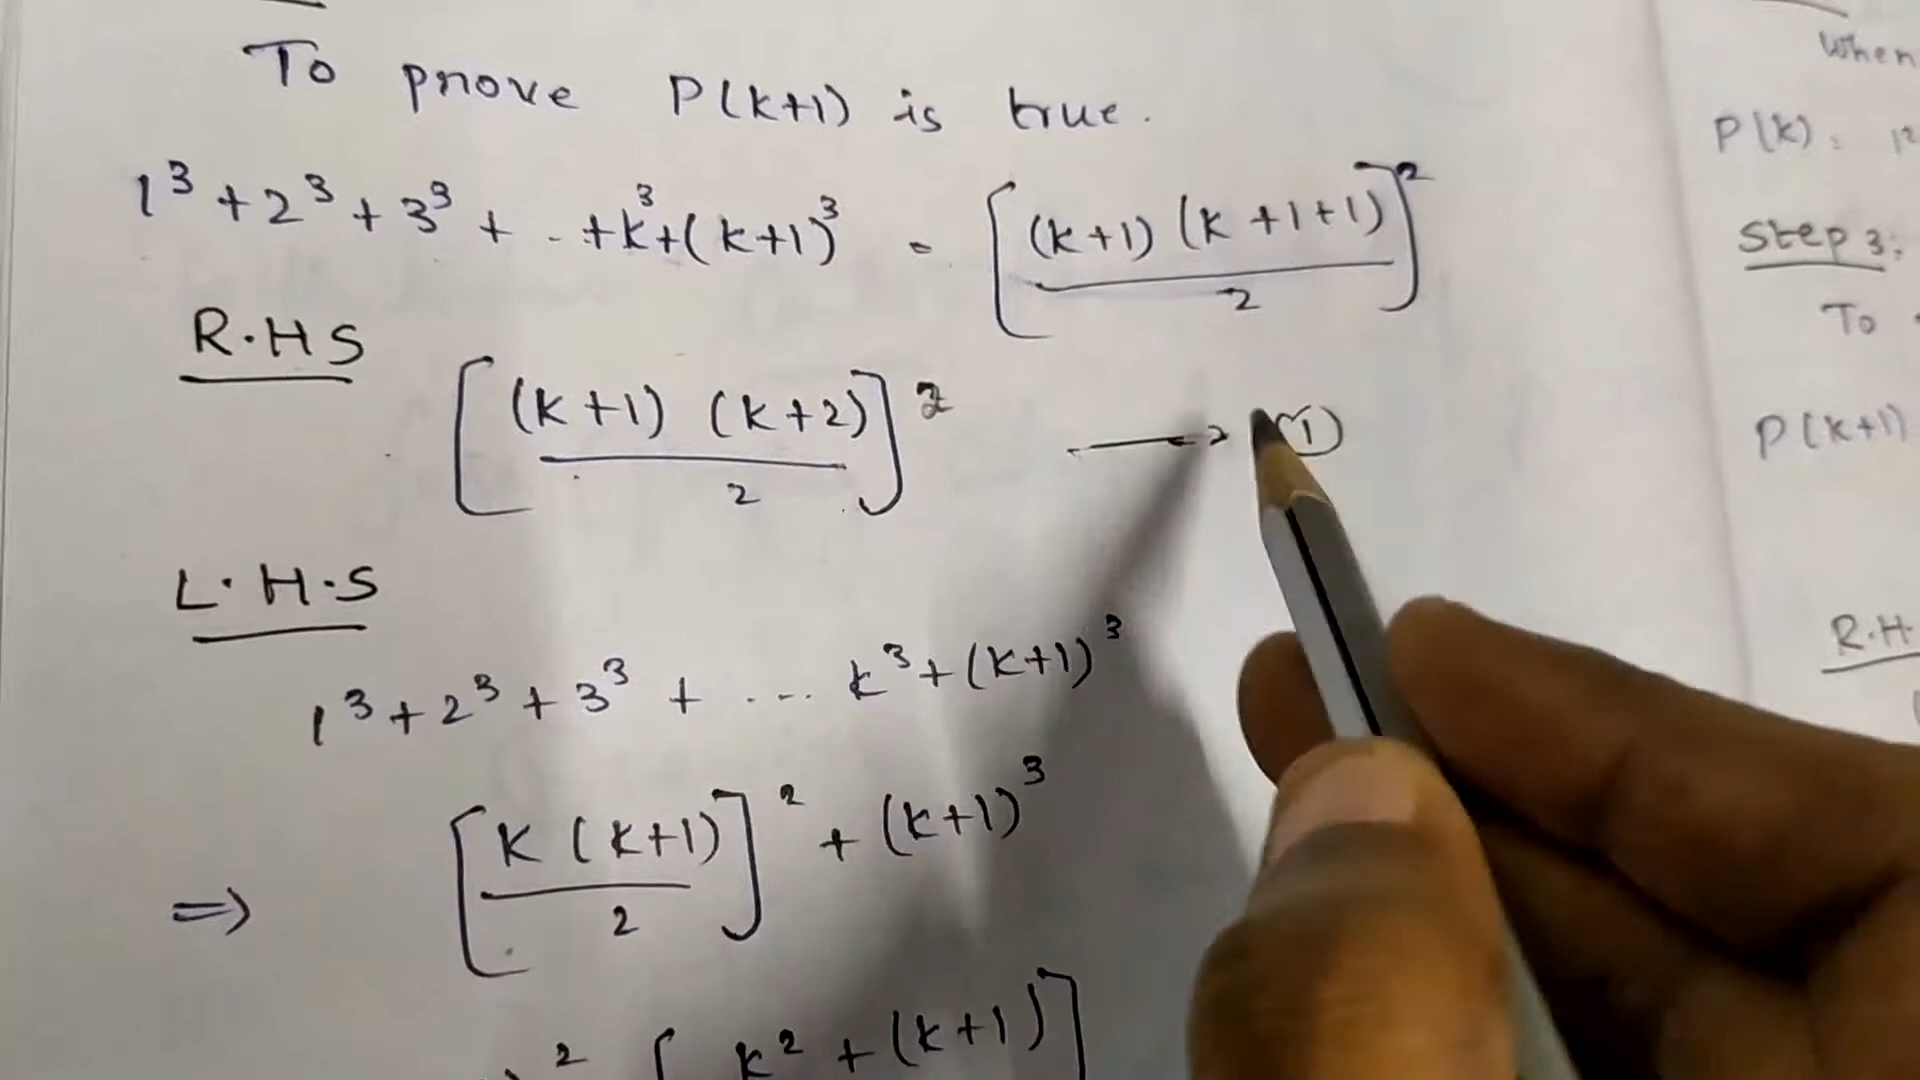 To prove P(k+1) is true.
1³ + 2³ + 3³ + .. + k³ + (k+1)³ = [(k+1) (k+1+1) / 2]²
R.H.S
[(k+1) (k+2) / 2]² → (1)
L.H.S
1³ + 2³ + 3³ + .... k³ + (k+1)³
⇒ [k (k+1) / 2]² + (k+1)³
² [k² + (k+1)]
When
P(k):
Step 3:
To
P(k+1)
R.H